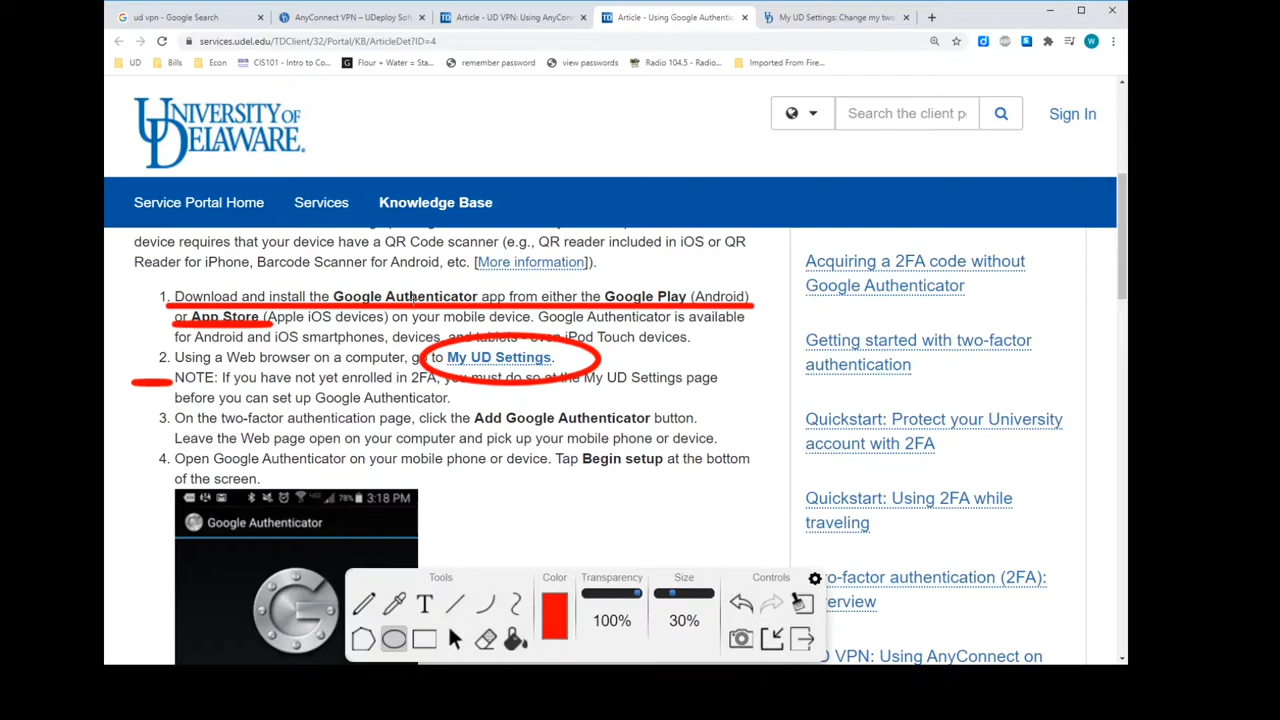 ud vpn - Google Search
AnyConnect VPN – UDeploy Sof
Article - UD VPN: Using AnyConn
Article - Using Google Authentic
My UD Settings: Change my two
services.udel.edu/TDClient/32/Portal/KB/ArticleDet?ID=4
W
UD
Bills
Econ
CIS101 - Intro to Co...
Flour + Water = Sta...
remember password
view passwords
Radio 104.5 - Radio...
Imported From Fire...
UNIVERSITY OF
DELAWARE.
Search the client p
Sign In
Service Portal Home
Services
Knowledge Base
device requires that your device have a QR Code scanner (e.g., QR reader included in iOS or QR
Reader for iPhone, Barcode Scanner for Android, etc. [More information]).
1. Download and install the Google Authenticator app from either the Google Play (Android)
or App Store (Apple iOS devices) on your mobile device. Google Authenticator is available
for Android and iOS smartphones, devices, and tablets - even iPod Touch devices.
2. Using a Web browser on a computer, go to My UD Settings.
NOTE: If you have not yet enrolled in 2FA, you must do so at the My UD Settings page
before you can set up Google Authenticator.
3. On the two-factor authentication page, click the Add Google Authenticator button.
Leave the Web page open on your computer and pick up your mobile phone or device.
4. Open Google Authenticator on your mobile phone or device. Tap Begin setup at the bottom
of the screen.
78% 3:18 PM
Google Authenticator
Acquiring a 2FA code without
Google Authenticator
Getting started with two-factor
authentication
Quickstart: Protect your University
account with 2FA
Quickstart: Using 2FA while
traveling
wo-factor authentication (2FA):
verview
D VPN: Using AnyConnect on
Tools
Color
Transparency
Size
Controls
T
100%
30%